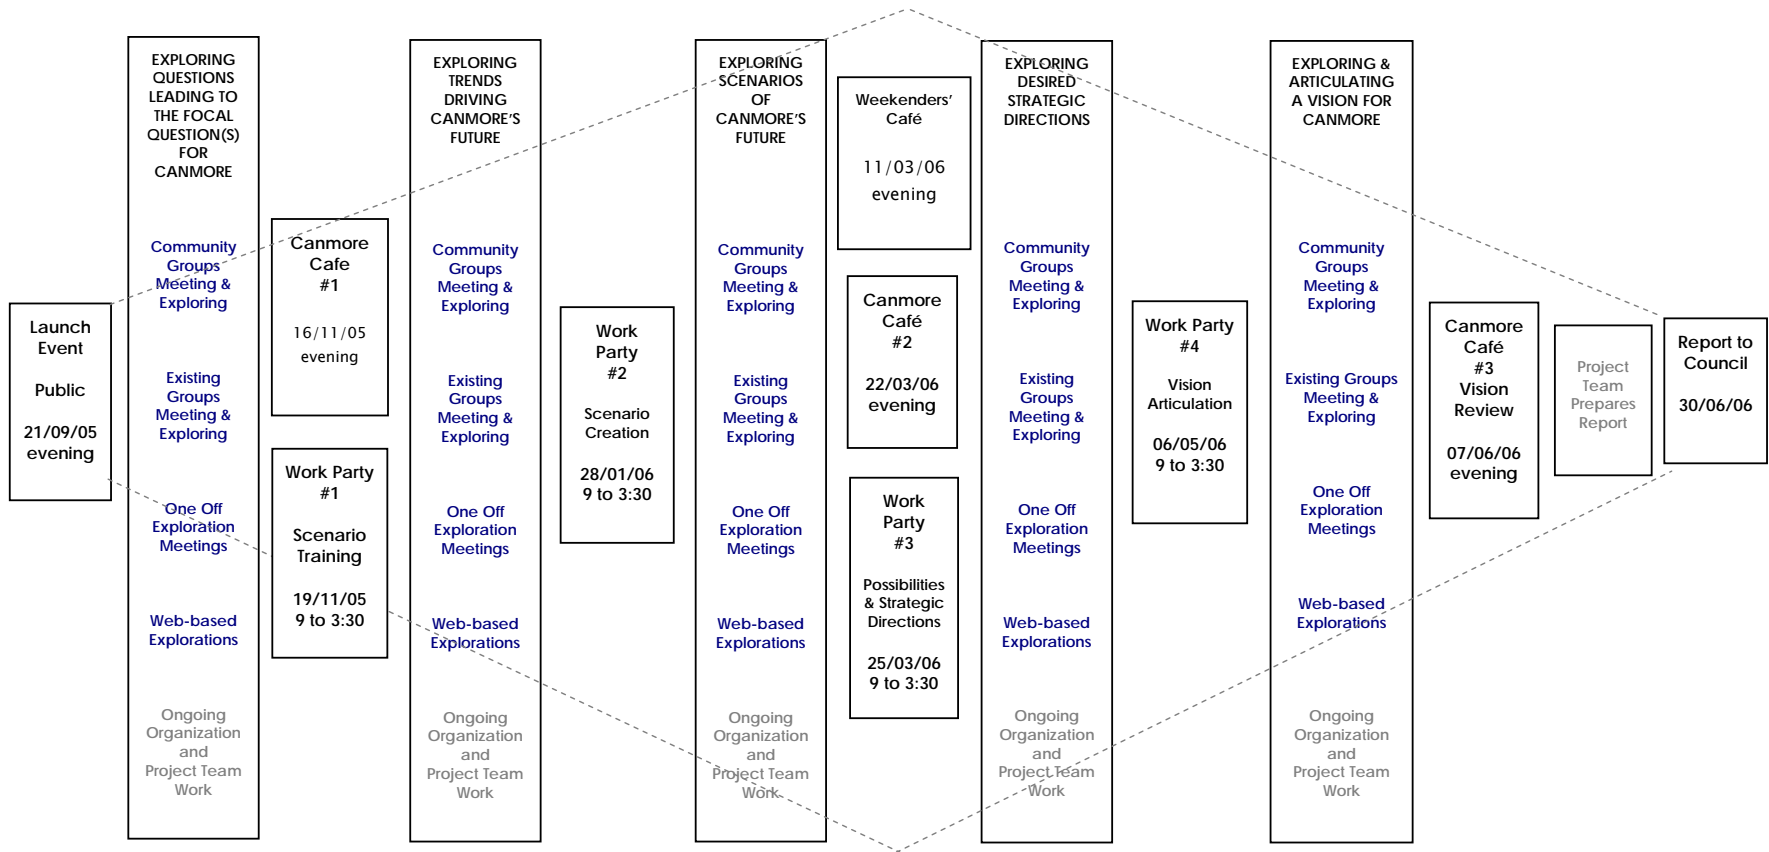 Launch
Event
Public
21/09/05
evening
EXPLORING
QUESTIONS
LEADING TO
THE FOCAL
QUESTION(S)
FOR
CANMORE
Community
Groups
Meeting &
Exploring
Existing
Groups
Meeting &
Exploring
One Off
Exploration
Meetings
Web-based
Explorations
Ongoing
Organization
and
Project Team
Work
Canmore
Cafe
#1
16/11/05
evening
Work Party
#1
Scenario
Training
19/11/05
9 to 3:30
EXPLORING
TRENDS
DRIVING
CANMORE'S
FUTURE
Community
Groups
Meeting &
Exploring
Existing
Groups
Meeting &
Exploring
One Off
Exploration
Meetings
Web-based
Explorations
Ongoing
Organization
and
Project Team
Work
Work
Party
#2
Scenario
Creation
28/01/06
9 to 3:30
EXPLORING
SCENARIOS
OF
CANMORE'S
FUTURE
Community
Groups
Meeting &
Exploring
Existing
Groups
Meeting &
Exploring
One Off
Exploration
Meetings
Web-based
Explorations
Ongoing
Organization
and
Project Team
Work
Weekenders'
Café
11/03/06
evening
Canmore
Café
#2
22/03/06
evening
Work
Party
#3
Possibilities
& Strategic
Directions
25/03/06
9 to 3:30
EXPLORING
DESIRED
STRATEGIC
DIRECTIONS
Community
Groups
Meeting &
Exploring
Existing
Groups
Meeting &
Exploring
One Off
Exploration
Meetings
Web-based
Explorations
Ongoing
Organization
and
Project Team
Work
Work Party
#4
Vision
Articulation
06/05/06
9 to 3:30
EXPLORING &
ARTICULATING
A VISION FOR
CANMORE
Community
Groups
Meeting &
Exploring
Existing Groups
Meeting &
Exploring
One Off
Exploration
Meetings
Web-based
Explorations
Ongoing
Organization
and
Project Team
Work
Canmore
Café
#3
Vision
Review
07/06/06
evening
Project
Team
Prepares
Report
Report to
Council
30/06/06